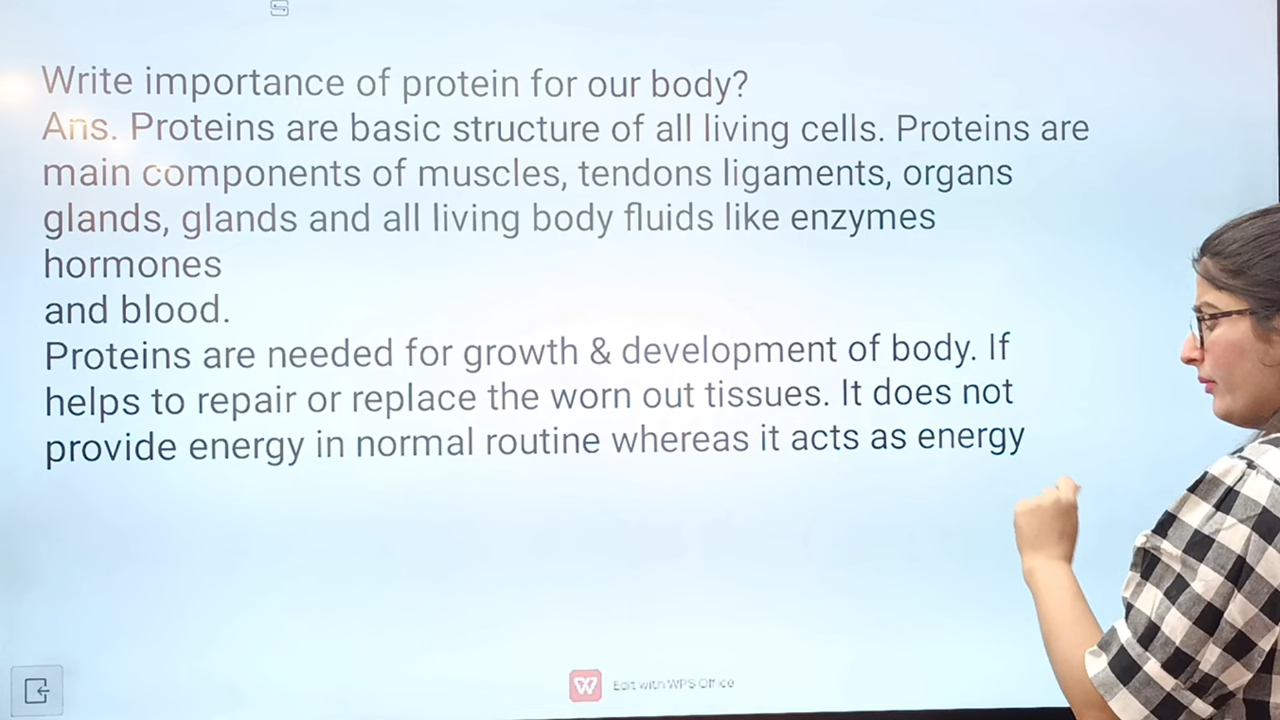 Write importance of protein for our body?
Ans. Proteins are basic structure of all living cells. Proteins are
main components of muscles, tendons ligaments, organs
glands, glands and all living body fluids like enzymes
hormones
and blood.
Proteins are needed for growth & development of body. If
helps to repair or replace the worn out tissues. It does not
provide energy in normal routine whereas it acts as energy
Edit with WPS Office